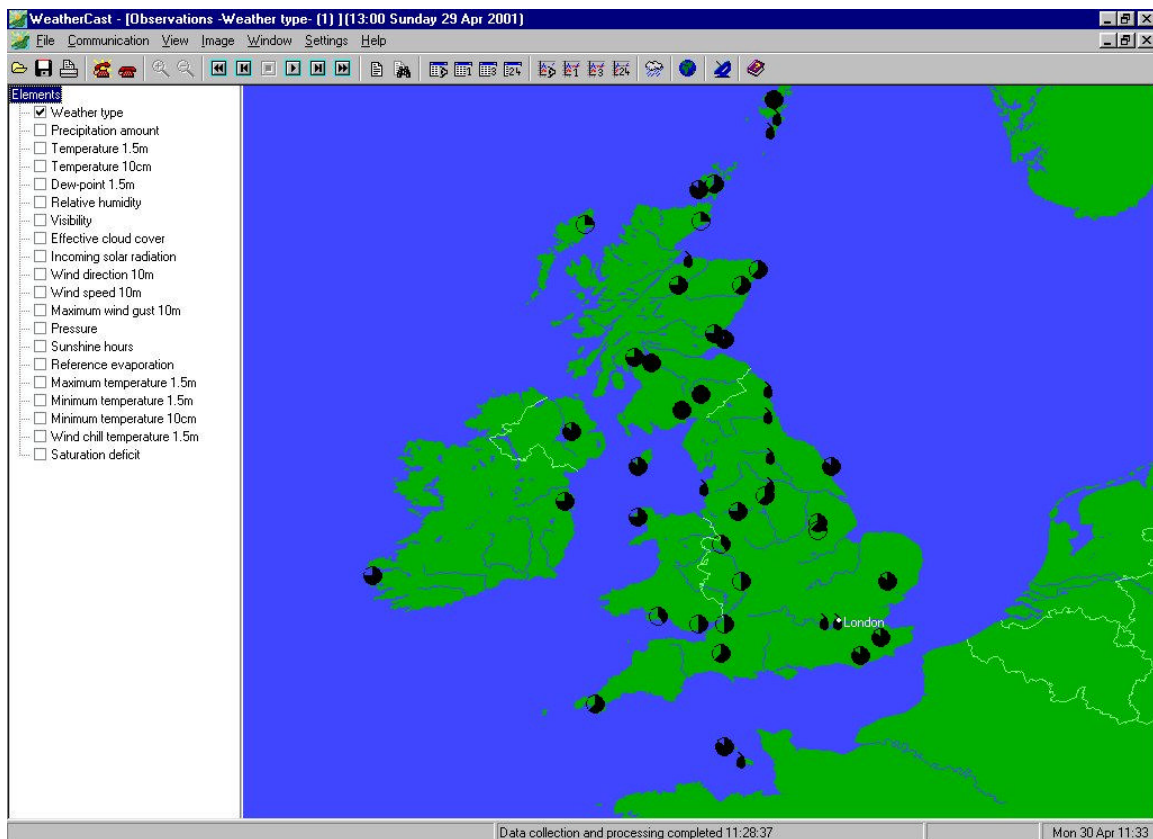 WeatherCast - [Observations -Weather type- (1) ](13:00 Sunday 29 Apr 2001)
File Communication View Image Window Settings Help
Elements
Weather type
Precipitation amount
Temperature 1.5m
Temperature 10cm
Dew-point 1.5m
Relative humidity
Visibility
Effective cloud cover
Incoming solar radiation
Wind direction 10m
Wind speed 10m
Maximum wind gust 10m
Pressure
Sunshine hours
Reference evaporation
Maximum temperature 1.5m
Minimum temperature 1.5m
Minimum temperature 10cm
Wind chill temperature 1.5m
Saturation deficit
London
Data collection and processing completed 11:28:37
Mon 30 Apr 11:33